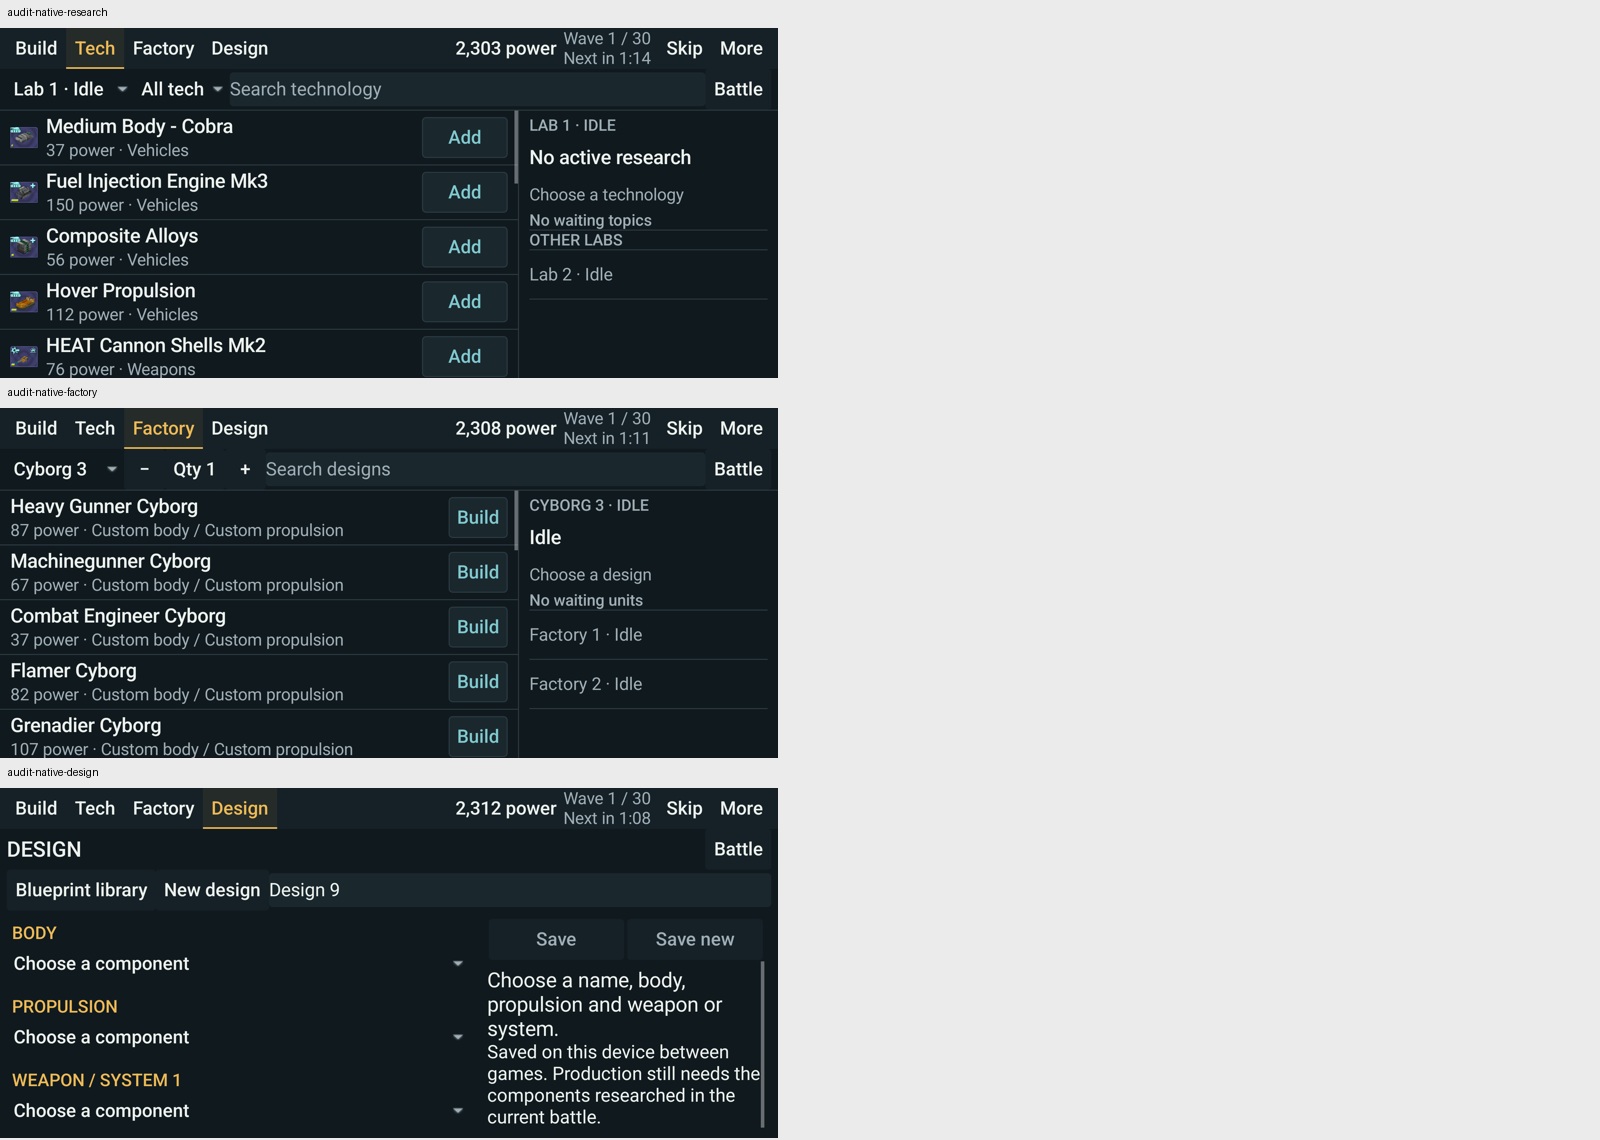 audit-native-research
Build Tech Factory Design 2,303 power Wave 1 / 30 Next in 1:14 Skip More
Lab 1 · Idle All tech Search technology Battle
Medium Body - Cobra
37 power · Vehicles
Add
Fuel Injection Engine Mk3
150 power · Vehicles
Add
Composite Alloys
56 power · Vehicles
Add
Hover Propulsion
112 power · Vehicles
Add
HEAT Cannon Shells Mk2
76 power · Weapons
Add
LAB 1 · IDLE
No active research
Choose a technology
No waiting topics
OTHER LABS
Lab 2 · Idle
audit-native-factory
Build Tech Factory Design 2,308 power Wave 1 / 30 Next in 1:11 Skip More
Cyborg 3 − Qty 1 + Search designs Battle
Heavy Gunner Cyborg
87 power · Custom body / Custom propulsion
Build
Machinegunner Cyborg
67 power · Custom body / Custom propulsion
Build
Combat Engineer Cyborg
37 power · Custom body / Custom propulsion
Build
Flamer Cyborg
82 power · Custom body / Custom propulsion
Build
Grenadier Cyborg
107 power · Custom body / Custom propulsion
Build
CYBORG 3 · IDLE
Idle
Choose a design
No waiting units
Factory 1 · Idle
Factory 2 · Idle
audit-native-design
Build Tech Factory Design 2,312 power Wave 1 / 30 Next in 1:08 Skip More
DESIGN Battle
Blueprint library New design Design 9
BODY
Choose a component
PROPULSION
Choose a component
WEAPON / SYSTEM 1
Choose a component
Save Save new
Choose a name, body,
propulsion and weapon or
system.
Saved on this device between
games. Production still needs the
components researched in the
current battle.